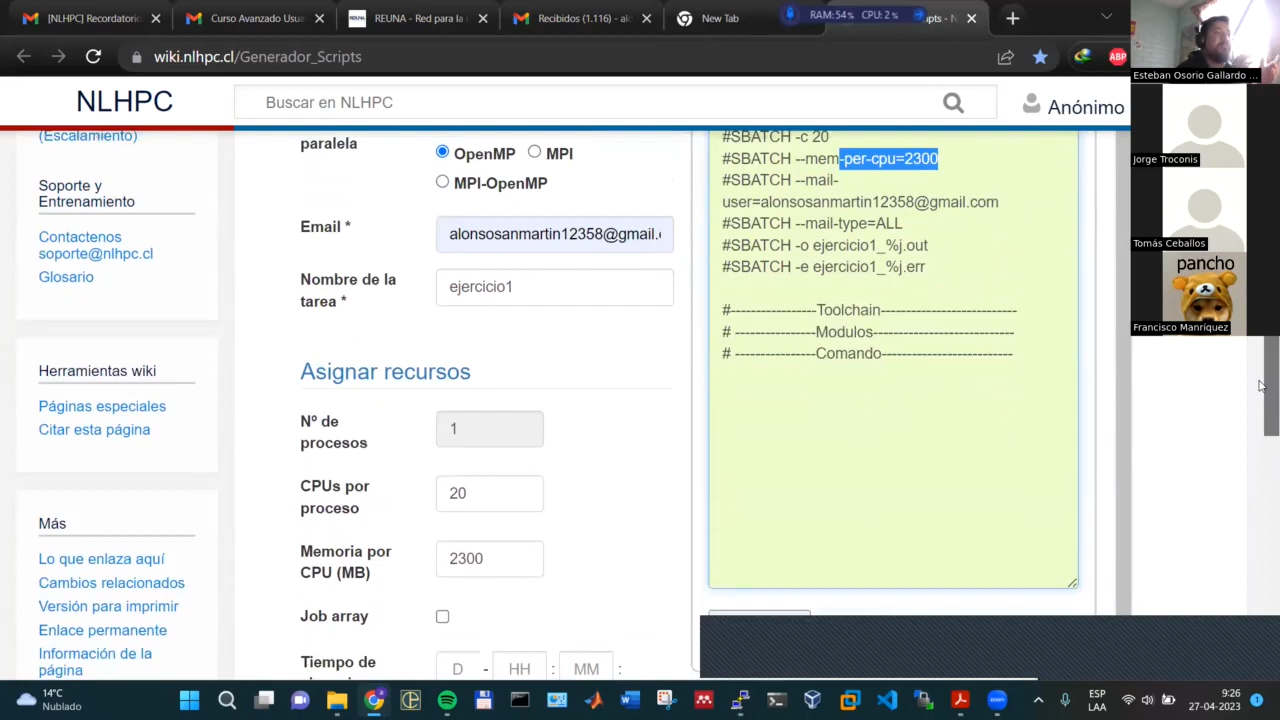 [NLHPC] Recordatorio
Curso Avanzado Usua
REUNA - Red para la
Recibidos (1.116) - alo
New Tab
RAM:54% CPU:2%
pts - N
wiki.nlhpc.cl/Generador_Scripts
ABP
NLHPC
Buscar en NLHPC
Anónimo
(Escalamiento)
Soporte y
Entrenamiento
Contactenos
soporte@nlhpc.cl
Glosario
Herramientas wiki
Páginas especiales
Citar esta página
Más
Lo que enlaza aquí
Cambios relacionados
Versión para imprimir
Enlace permanente
Información de la
página
paralela
OpenMP
MPI
MPI-OpenMP
Email *
alonsosanmartin12358@gmail.c
Nombre de la
tarea *
ejercicio1
Asignar recursos
Nº de
procesos
1
CPUs por
proceso
20
Memoria por
CPU (MB)
2300
Job array
Tiempo de
D - HH : MM :
#SBATCH -c 20
#SBATCH --mem-per-cpu=2300
#SBATCH --mail-
user=alonsosanmartin12358@gmail.com
#SBATCH --mail-type=ALL
#SBATCH -o ejercicio1_%j.out
#SBATCH -e ejercicio1_%j.err
#-----------------Toolchain---------------------------
# ----------------Modulos----------------------------
# ----------------Comando--------------------------
Esteban Osorio Gallardo ...
Jorge Troconis
Tomás Ceballos
pancho
Francisco Manríquez
14°C
Nublado
ESP
LAA
9:26
27-04-2023
1